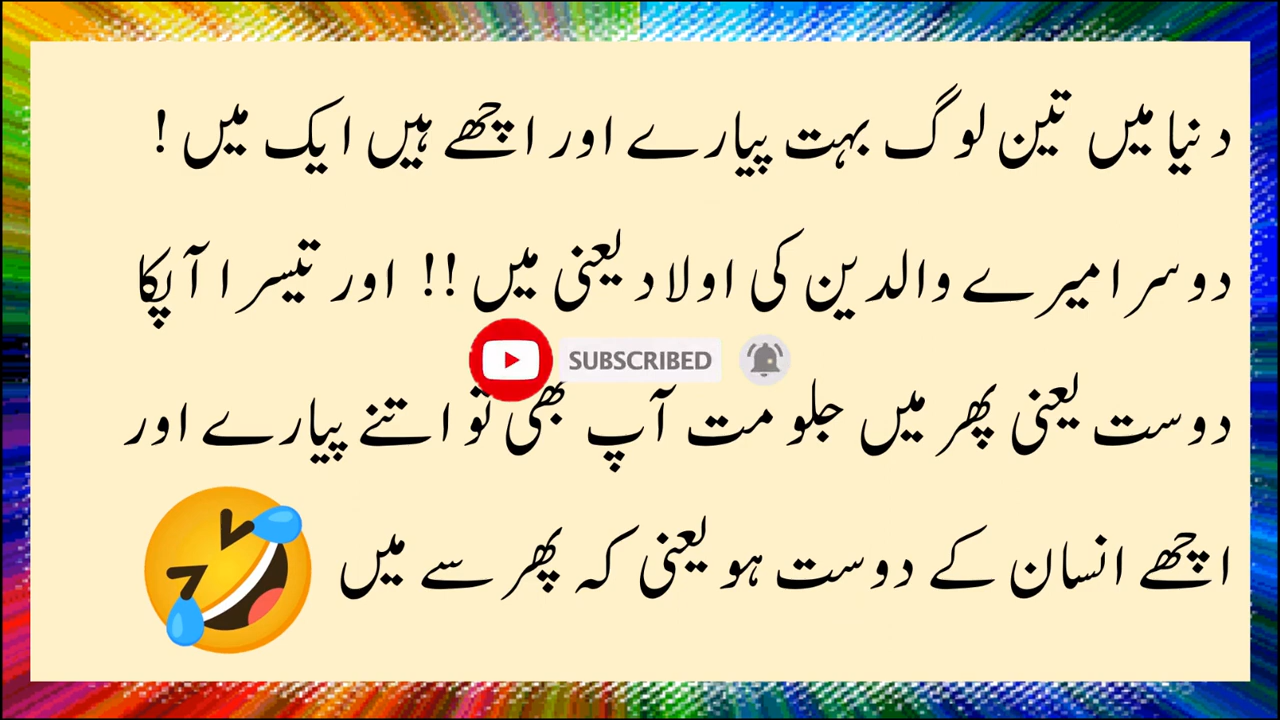 دنیا میں تین لوگ بہت پیارے اور اچھے ہیں ایک میں !
دوسرا میرے والدین کی اولاد یعنی میں !! اور تیسرا آپکا
SUBSCRIBED
دوست یعنی پھر میں جلو مت آپ بھی تو اتنے پیارے اور
اچھے انسان کے دوست ہو یعنی کہ پھر سے میں